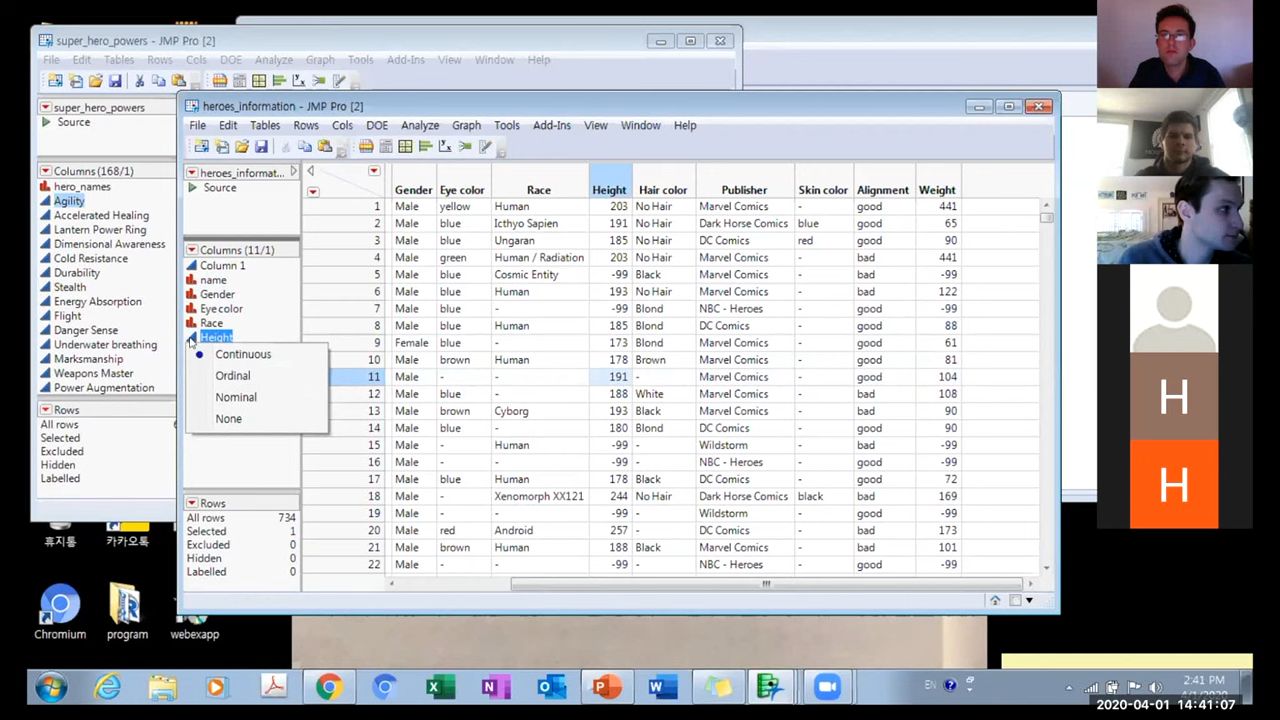 super_hero_powers - JMP Pro [2]
File Edit Tables Rows Cols DOE Analyze Graph Tools Add-Ins View Window Help
super_hero_powers
Source
Columns (168/1)
hero_names
Agility
Accelerated Healing
Lantern Power Ring
Dimensional Awareness
Cold Resistance
Durability
Stealth
Energy Absorption
Flight
Danger Sense
Underwater breathing
Marksmanship
Weapons Master
Power Augmentation
Rows
All rows
Selected
Excluded
Hidden
Labelled
heroes_information - JMP Pro [2]
File Edit Tables Rows Cols DOE Analyze Graph Tools Add-Ins View Window Help
heroes_informat...
Source
Columns (11/1)
Column 1
name
Gender
Eye color
Race
Height
Continuous
Ordinal
Nominal
None
Rows
All rows 734
Selected 1
Excluded 0
Hidden 0
Labelled 0
Gender Eye color Race Height Hair color Publisher Skin color Alignment Weight
1 Male yellow Human 203 No Hair Marvel Comics - good 441
2 Male blue Icthyo Sapien 191 No Hair Dark Horse Comics blue good 65
3 Male blue Ungaran 185 No Hair DC Comics red good 90
4 Male green Human / Radiation 203 No Hair Marvel Comics - bad 441
5 Male blue Cosmic Entity -99 Black Marvel Comics - bad -99
6 Male blue Human 193 No Hair Marvel Comics - bad 122
7 Male blue - -99 Blond NBC - Heroes - good -99
8 Male blue Human 185 Blond DC Comics - good 88
9 Female blue - 173 Blond Marvel Comics - good 61
10 Male brown Human 178 Brown Marvel Comics - good 81
11 Male - - 191 - Marvel Comics - good 104
12 Male blue - 188 White Marvel Comics - good 108
13 Male brown Cyborg 193 Black Marvel Comics - good 90
14 Male blue - 180 Blond DC Comics - good 90
15 Male - Human -99 - Wildstorm - bad -99
16 Male - - -99 - NBC - Heroes - good -99
17 Male blue Human 178 Black DC Comics - good 72
18 Male - Xenomorph XX121 244 No Hair Dark Horse Comics black bad 169
19 Male - - -99 - Wildstorm - good -99
20 Male red Android 257 - DC Comics - bad 173
21 Male brown Human 188 Black Marvel Comics - bad 101
22 Male - - -99 - NBC - Heroes - good -99
H
H
휴지통
카카오톡
Chromium
program
webexapp
EN
2:41 PM
2020-04-01 14:41:07